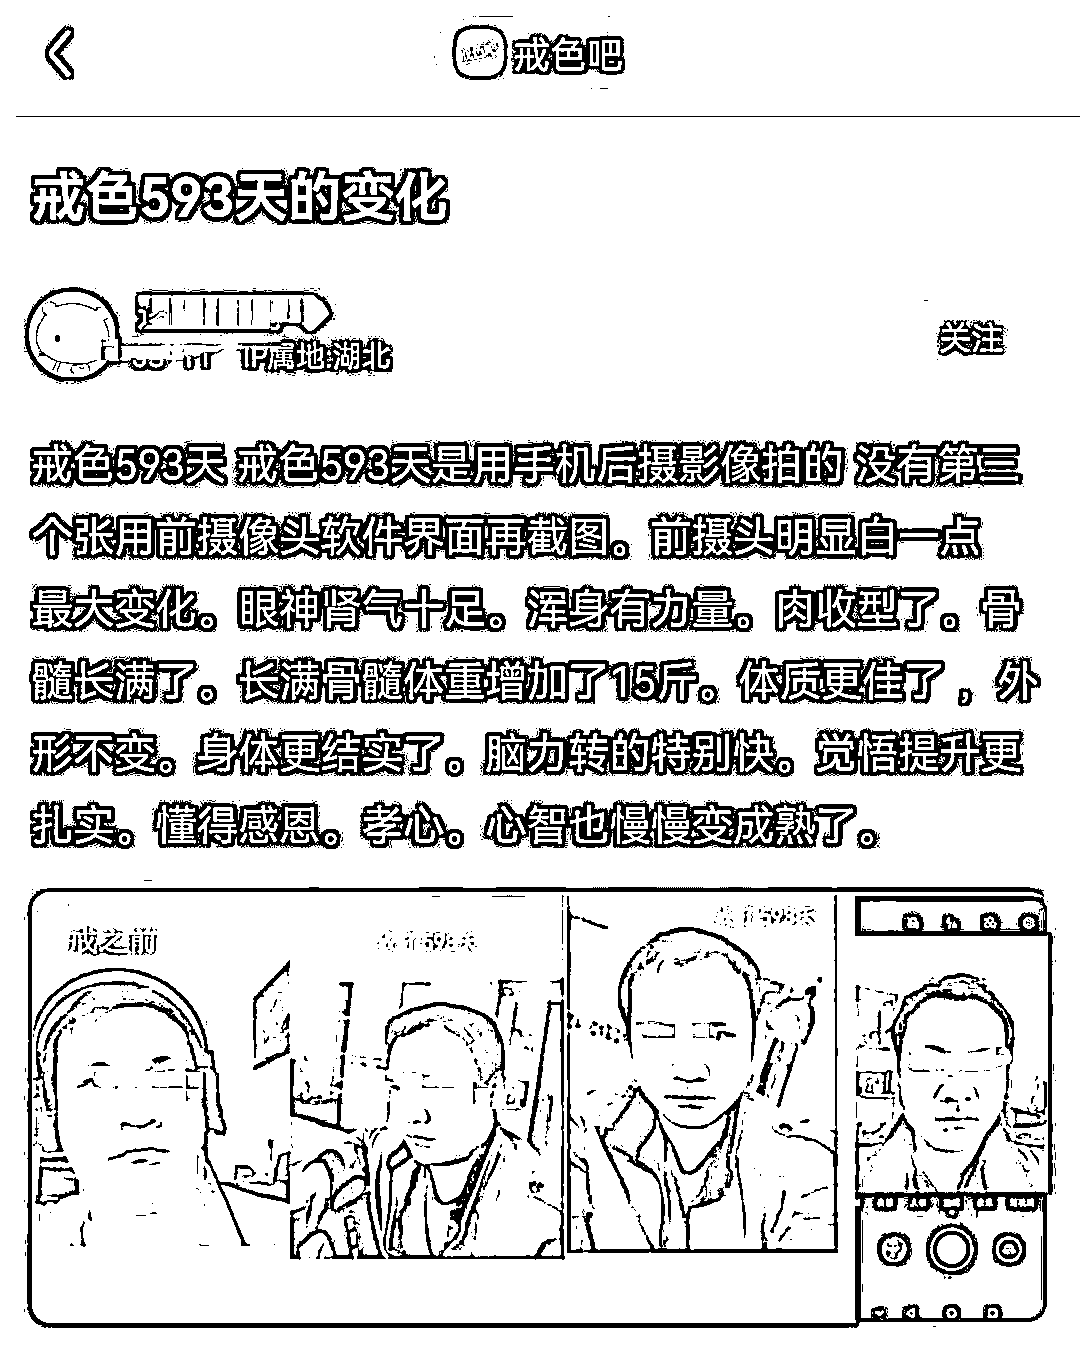 戒色吧
戒色593天的变化
IP属地:湖北
关注
戒色593天 戒色593天是用手机后摄影像拍的 没有第三
个张用前摄像头软件界面再截图。前摄头明显白一点
最大变化。眼神肾气十足。浑身有力量。肉收型了。骨
髓长满了。长满骨髓体重增加了15斤。体质更佳了 , 外
形不变。身体更结实了。脑力转的特别快。觉悟提升更
扎实。懂得感恩。孝心。心智也慢慢变成熟了。
戒之前